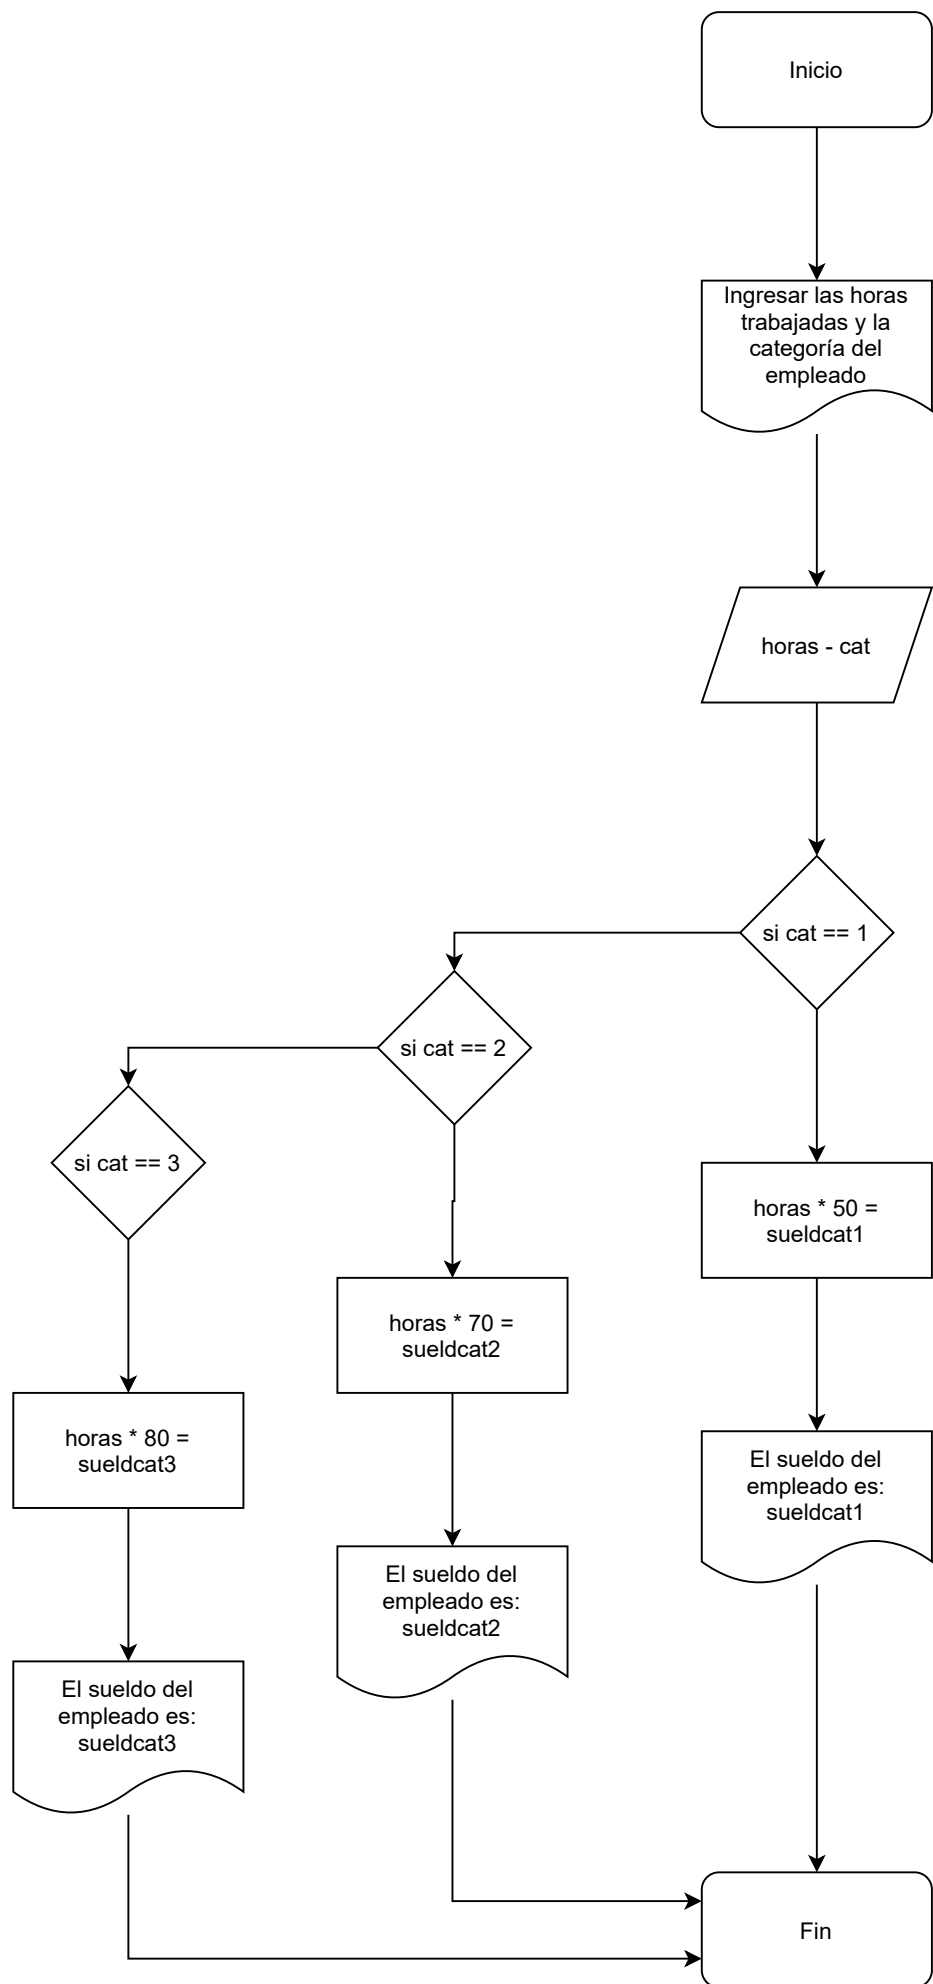 Inicio
Ingresar las horas
trabajadas y la
categoría del
empleado
horas - cat
si cat == 1
si cat == 2
si cat == 3
horas * 50 =
sueldcat1
horas * 70 =
sueldcat2
horas * 80 =
sueldcat3
El sueldo del
empleado es:
sueldcat1
El sueldo del
empleado es:
sueldcat2
El sueldo del
empleado es:
sueldcat3
Fin